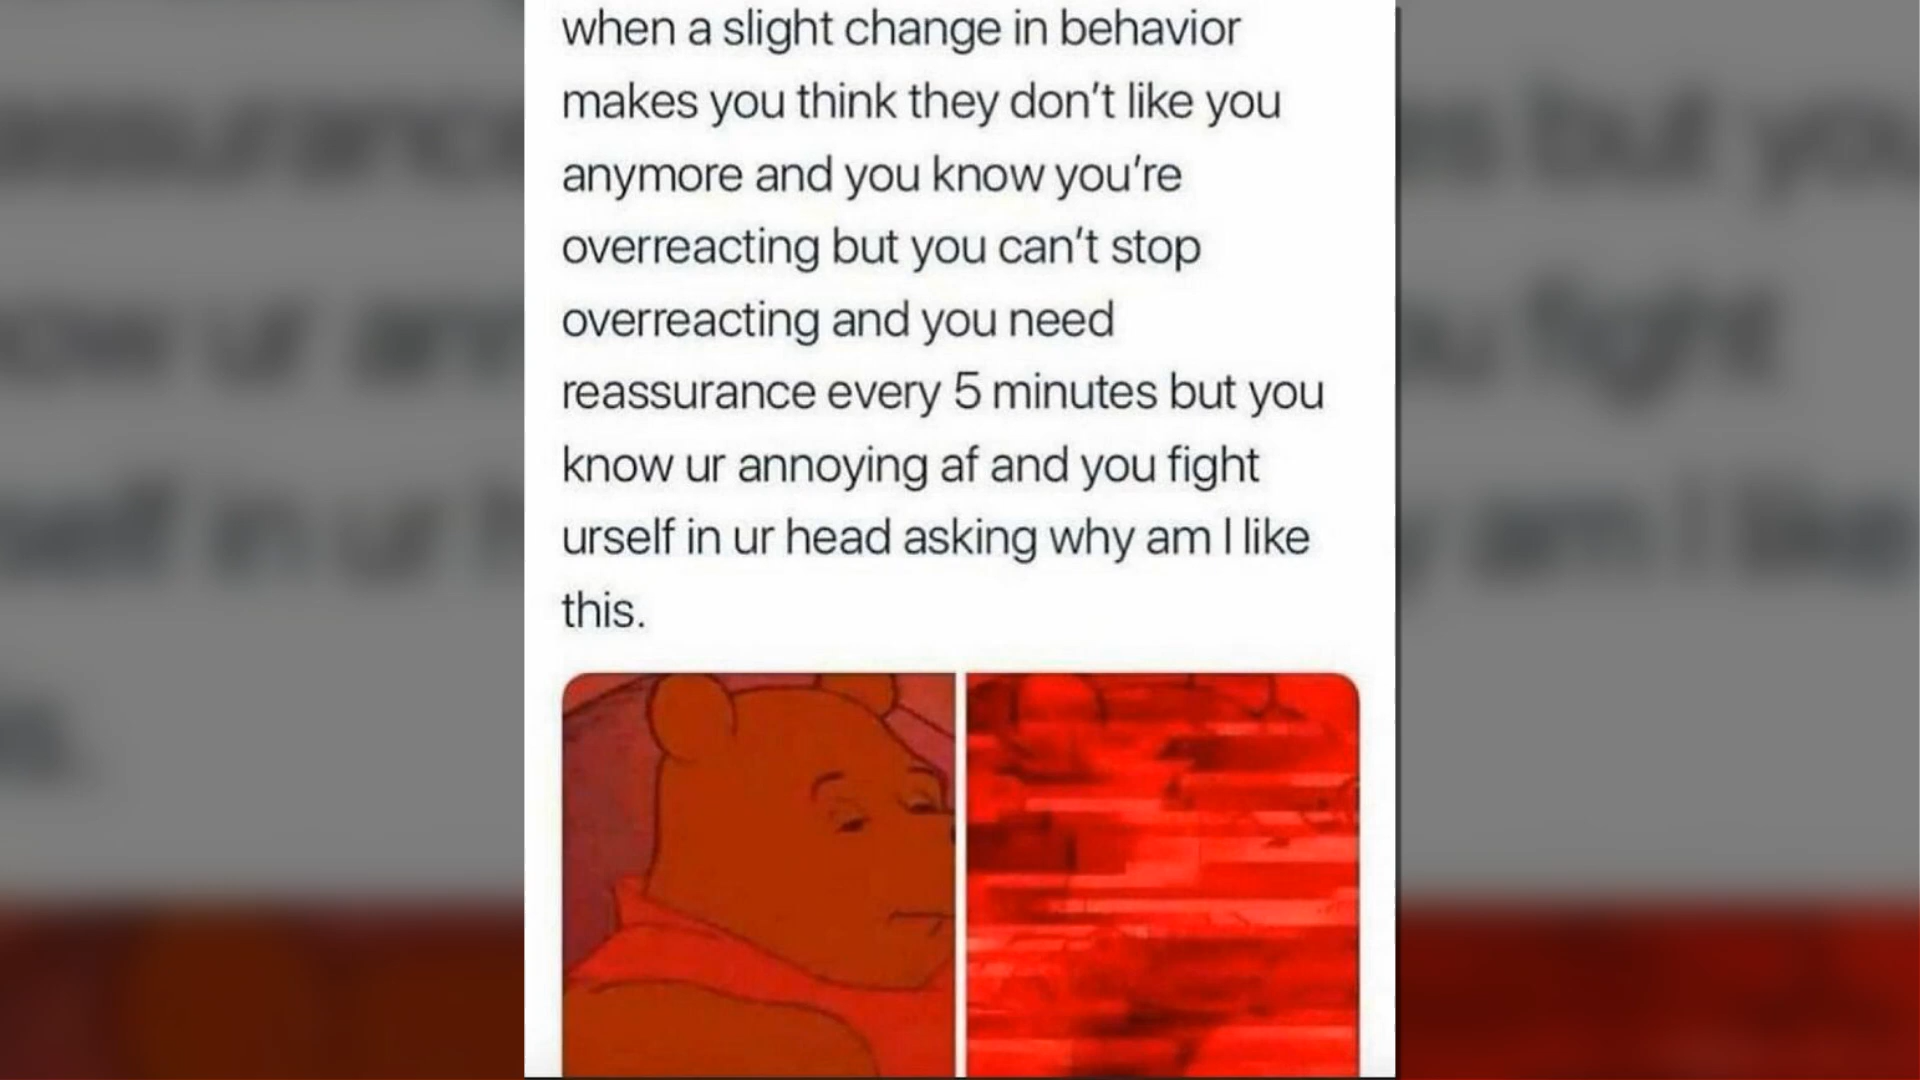 when a slight change in behavior
makes you think they don't like you
anymore and you know you're
overreacting but you can't stop
overreacting and you need
reassurance every 5 minutes but you
know ur annoying af and you fight
urself in ur head asking why am I like
this.